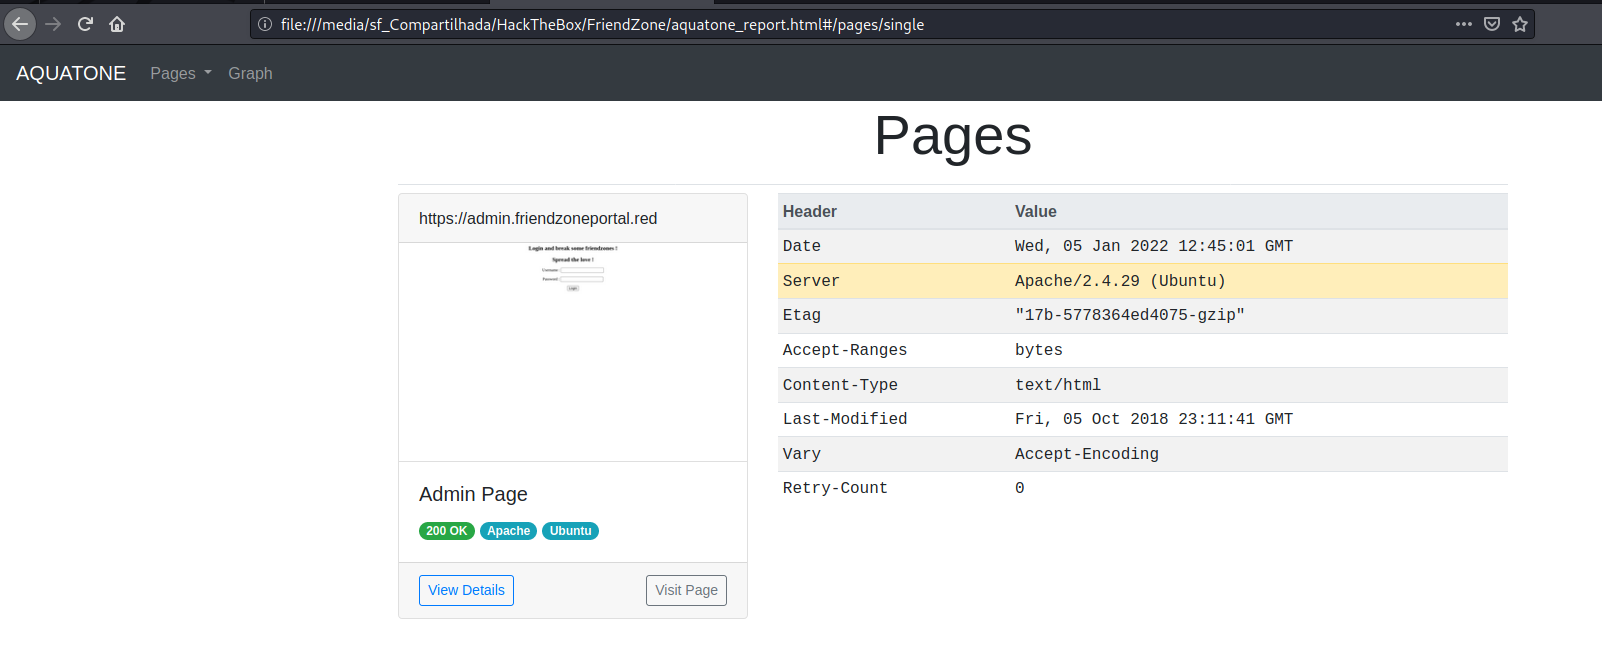 file:///media/sf_Compartilhada/HackTheBox/FriendZone/aquatone_report.html#/pages/single
AQUATONE Pages Graph
Pages
https://admin.friendzoneportal.red
Login and break some friendzones !
Spread the love !
Username:
Password:
Login
Admin Page
200 OK Apache Ubuntu
View Details Visit Page
Header Value
Date Wed, 05 Jan 2022 12:45:01 GMT
Server Apache/2.4.29 (Ubuntu)
Etag "17b-5778364ed4075-gzip"
Accept-Ranges bytes
Content-Type text/html
Last-Modified Fri, 05 Oct 2018 23:11:41 GMT
Vary Accept-Encoding
Retry-Count 0